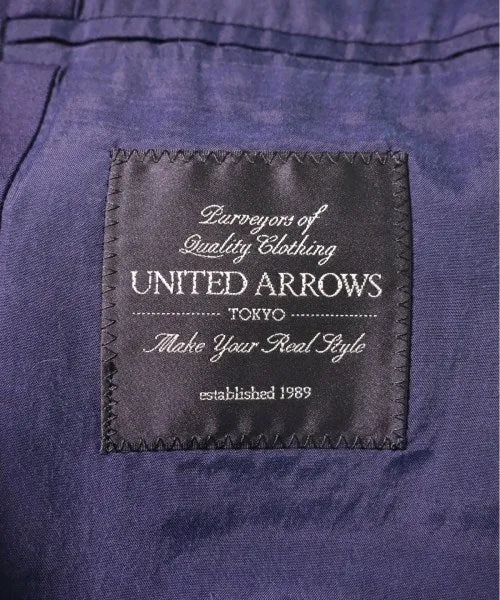 Purveyors of
Quality Clothing
UNITED ARROWS
TOKYO
Make Your Real Style
established 1989